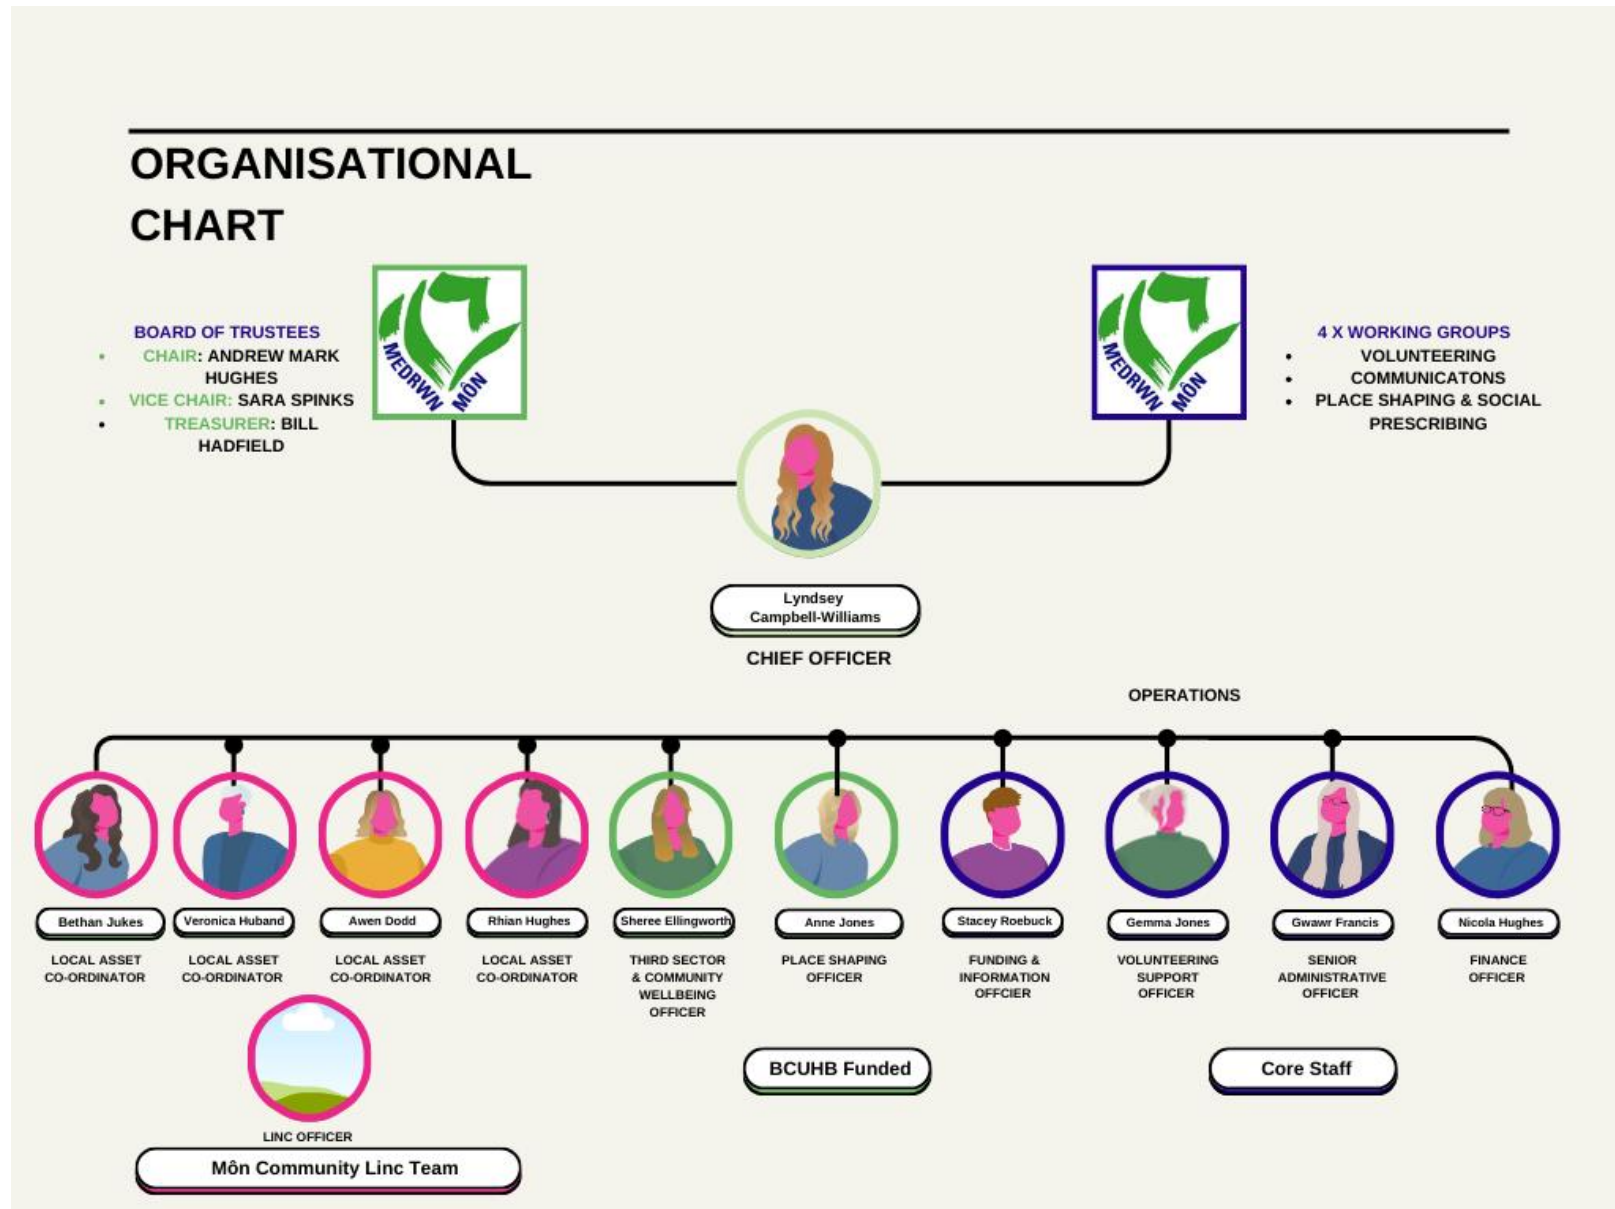 ORGANISATIONAL
CHART
BOARD OF TRUSTEES
• CHAIR: ANDREW MARK
HUGHES
• VICE CHAIR: SARA SPINKS
• TREASURER: BILL
HADFIELD
MEDRWN MÔN
MEDRWN MÔN
4 X WORKING GROUPS
• VOLUNTEERING
• COMMUNICATONS
• PLACE SHAPING & SOCIAL
PRESCRIBING
Lyndsey
Campbell-Williams
CHIEF OFFICER
OPERATIONS
Bethan Jukes
LOCAL ASSET
CO-ORDINATOR
Veronica Huband
LOCAL ASSET
CO-ORDINATOR
Awen Dodd
LOCAL ASSET
CO-ORDINATOR
Rhian Hughes
LOCAL ASSET
CO-ORDINATOR
Sheree Ellingworth
THIRD SECTOR
& COMMUNITY
WELLBEING
OFFICER
Anne Jones
PLACE SHAPING
OFFICER
Stacey Roebuck
FUNDING &
INFORMATION
OFFCIER
Gemma Jones
VOLUNTEERING
SUPPORT
OFFICER
Gwawr Francis
SENIOR
ADMINISTRATIVE
OFFICER
Nicola Hughes
FINANCE
OFFICER
LINC OFFICER
Môn Community Linc Team
BCUHB Funded
Core Staff